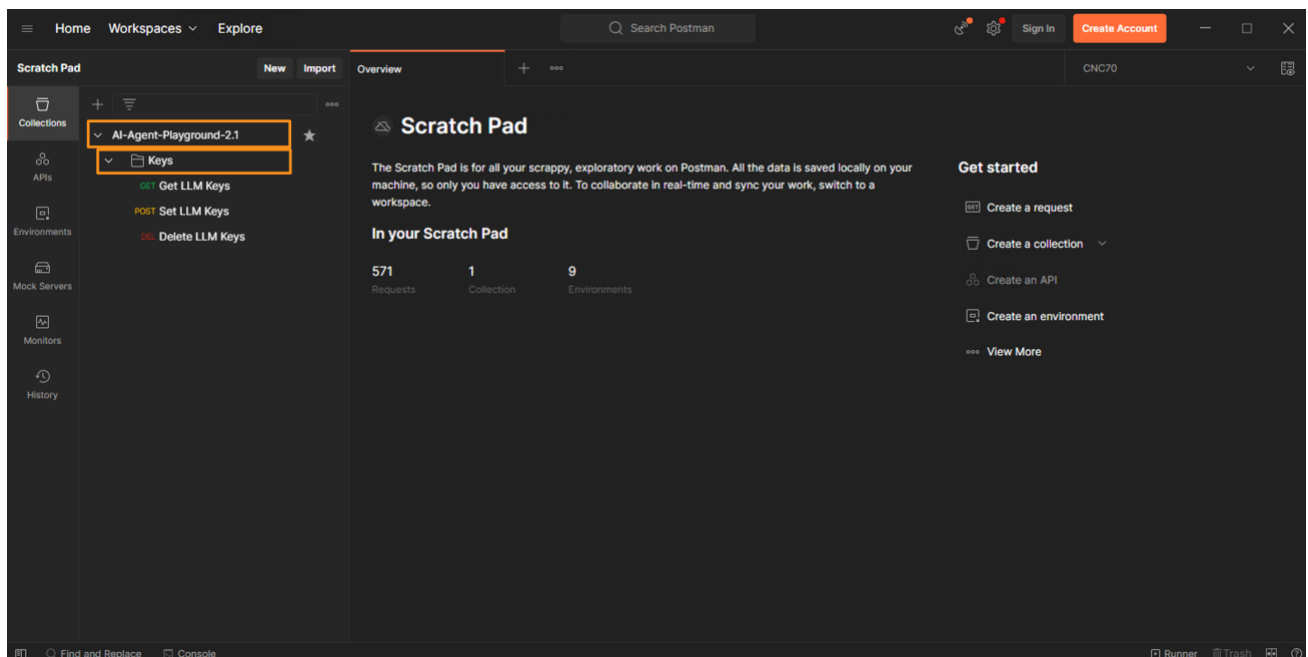 Home Workspaces Explore
Search Postman
Sign In
Create Account
Scratch Pad
New Import
Overview
CNC70
Collections
APIs
Environments
Mock Servers
Monitors
History
AI-Agent-Playground-2.1
Keys
GET Get LLM Keys
POST Set LLM Keys
DEL Delete LLM Keys
Scratch Pad
The Scratch Pad is for all your scrappy, exploratory work on Postman. All the data is saved locally on your
machine, so only you have access to it. To collaborate in real-time and sync your work, switch to a
workspace.
In your Scratch Pad
571 1 9
Requests Collection Environments
Get started
GET Create a request
Create a collection
Create an API
Create an environment
View More
Find and Replace Console
Runner Trash